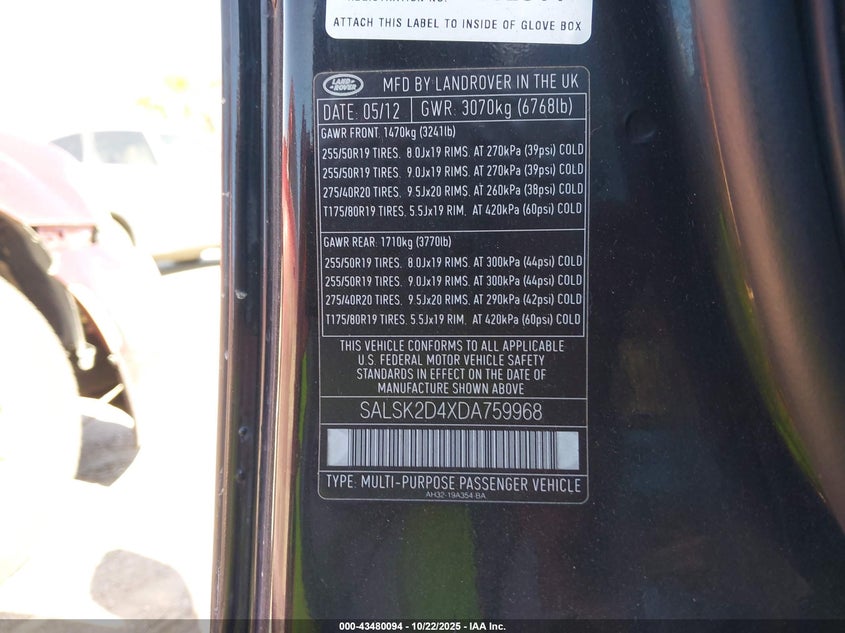 ATTACH THIS LABEL TO INSIDE OF GLOVE BOX
LAND ROVER
MFD BY LANDROVER IN THE UK
DATE: 05/12 GWR: 3070kg (6768lb)
GAWR FRONT: 1470kg (3241lb)
255/50R19 TIRES. 8.0Jx19 RIMS. AT 270kPa (39psi) COLD
255/50R19 TIRES. 9.0Jx19 RIMS. AT 270kPa (39psi) COLD
275/40R20 TIRES. 9.5Jx20 RIMS. AT 260kPa (38psi) COLD
T175/80R19 TIRES. 5.5Jx19 RIM. AT 420kPa (60psi) COLD
GAWR REAR: 1710kg (3770lb)
255/50R19 TIRES. 8.0Jx19 RIMS. AT 300kPa (44psi) COLD
255/50R19 TIRES. 9.0Jx19 RIMS. AT 300kPa (44psi) COLD
275/40R20 TIRES. 9.5Jx20 RIMS. AT 290kPa (42psi) COLD
T175/80R19 TIRES. 5.5Jx19 RIM. AT 420kPa (60psi) COLD
THIS VEHICLE CONFORMS TO ALL APPLICABLE
U.S. FEDERAL MOTOR VEHICLE SAFETY
STANDARDS IN EFFECT ON THE DATE OF
MANUFACTURE SHOWN ABOVE
SALSK2D4XDA759968
TYPE: MULTI-PURPOSE PASSENGER VEHICLE
AH32-19A354-BA
000-43480094 - 10/22/2025 - IAA Inc.